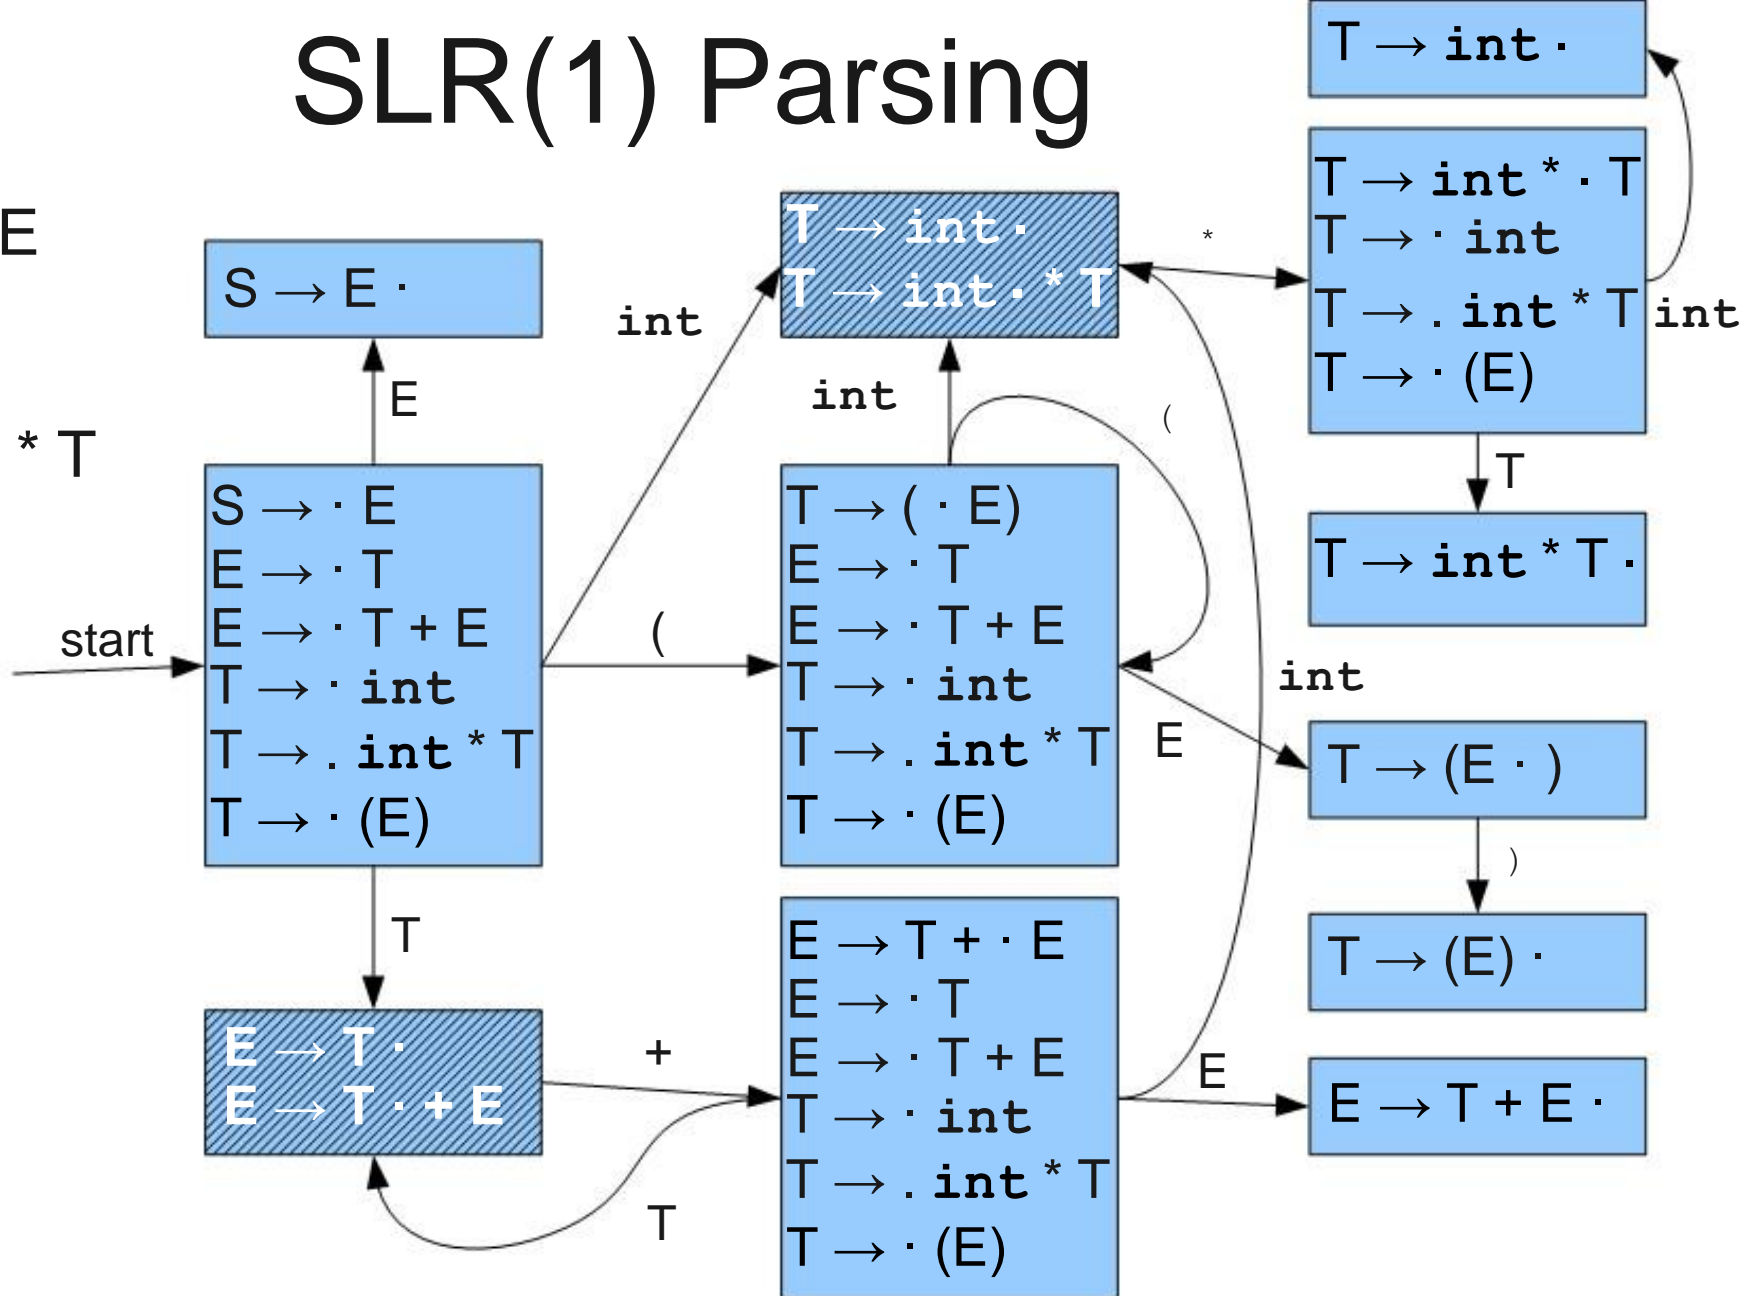 SLR(1) Parsing
E
* T
T → int ·
T → int * · T
T → · int
T → . int * T
T → · (E)
int
T
T → int * T ·
T → int ·
T → int · * T
*
int
int
(
S → E ·
E
S → · E
E → · T
E → · T + E
T → · int
T → . int * T
T → · (E)
start
(
T → ( · E)
E → · T
E → · T + E
T → · int
T → . int * T
T → · (E)
int
E
T → (E · )
)
T → (E) ·
T
E → T ·
E → T · + E
+
T
E → T + · E
E → · T
E → · T + E
T → · int
T → . int * T
T → · (E)
E
E → T + E ·